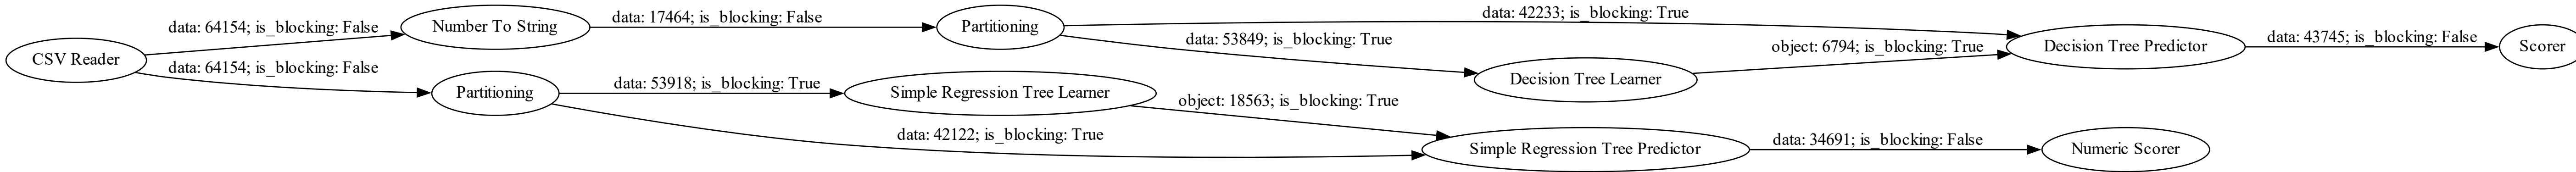 CSV Reader
data: 64154; is_blocking: False
data: 64154; is_blocking: False
Number To String
data: 17464; is_blocking: False
Partitioning
data: 42233; is_blocking: True
data: 53849; is_blocking: True
Decision Tree Learner
object: 6794; is_blocking: True
Decision Tree Predictor
data: 43745; is_blocking: False
Scorer
Partitioning
data: 53918; is_blocking: True
Simple Regression Tree Learner
object: 18563; is_blocking: True
data: 42122; is_blocking: True
Simple Regression Tree Predictor
data: 34691; is_blocking: False
Numeric Scorer